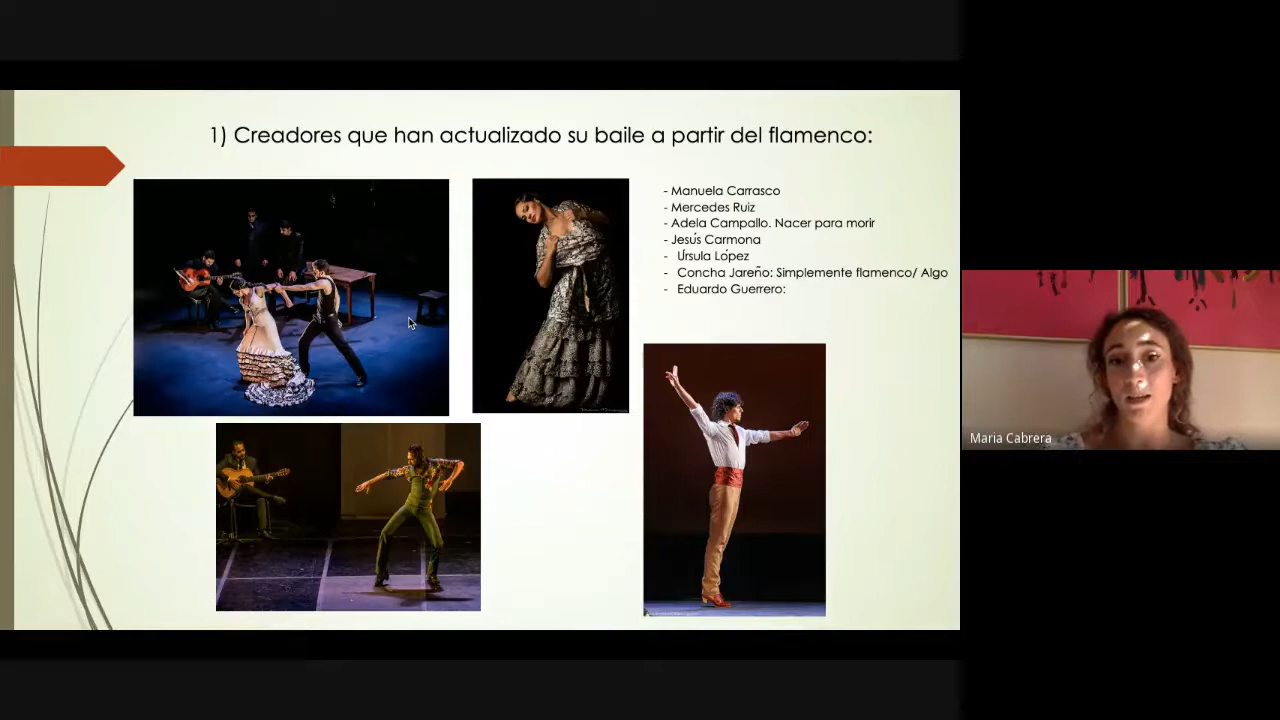 1) Creadores que han actualizado su baile a partir del flamenco:
- Manuela Carrasco
- Mercedes Ruiz
- Adela Campallo. Nacer para morir
- Jesús Carmona
- Úrsula López
- Concha Jareño: Simplemente flamenco/ Algo
- Eduardo Guerrero:
Maria Cabrera